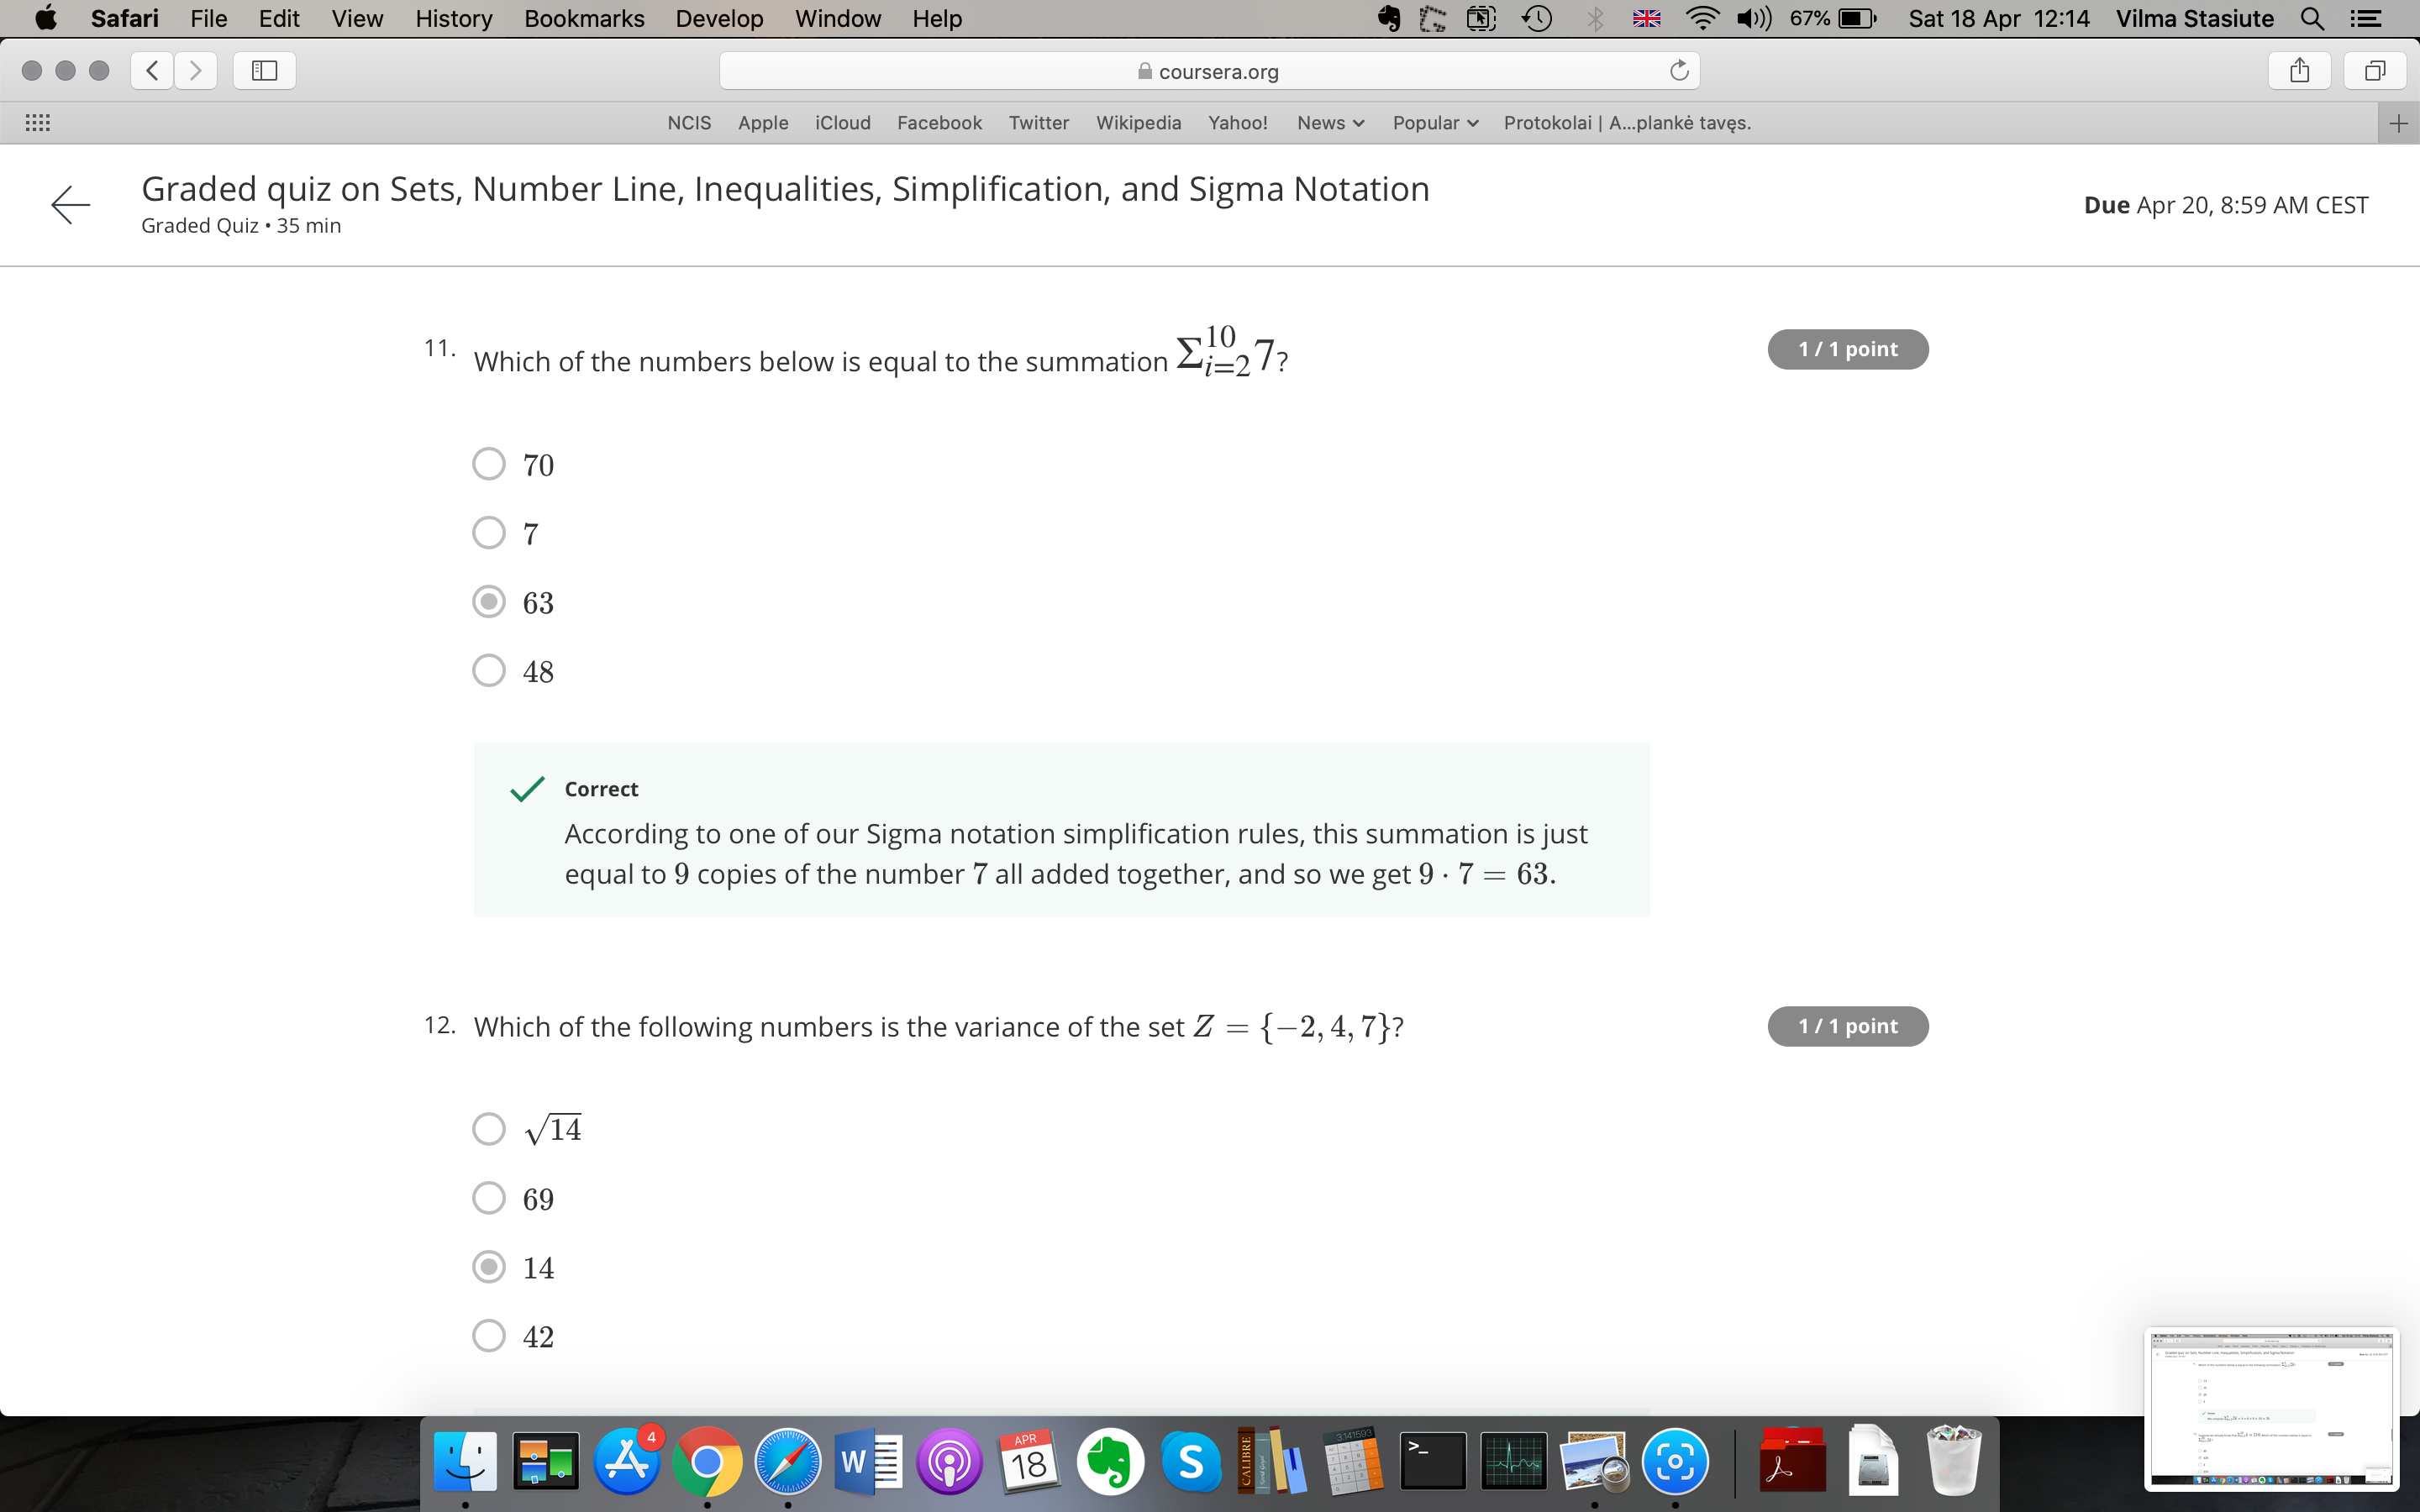 Safari File Edit View History Bookmarks Develop Window Help 67% Sat 18 Apr 12:14 Vilma Stasiute
coursera.org
NCIS Apple iCloud Facebook Twitter Wikipedia Yahoo! News Popular Protokolai | A...plankė tavęs.
Graded quiz on Sets, Number Line, Inequalities, Simplification, and Sigma Notation
Graded Quiz • 35 min
Due Apr 20, 8:59 AM CEST
11. Which of the numbers below is equal to the summation Σ_{i=2}^{10} 7?
1 / 1 point
70
7
63
48
Correct
According to one of our Sigma notation simplification rules, this summation is just
equal to 9 copies of the number 7 all added together, and so we get 9 · 7 = 63.
12. Which of the following numbers is the variance of the set Z = {−2, 4, 7}?
1 / 1 point
√14
69
14
42
4
W
APR
18
S
CALIBRE
3.141593
>_